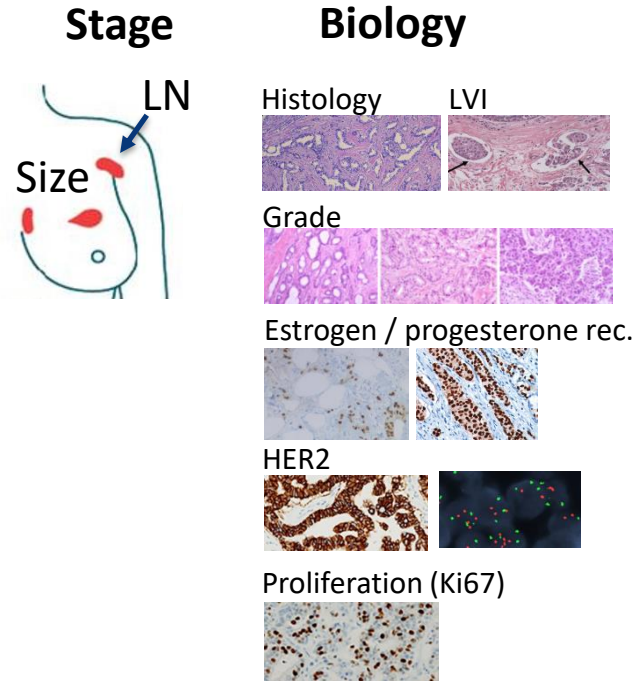 Stage
Biology
LN
Size
Histology
LVI
Grade
Estrogen / progesterone rec.
HER2
Proliferation (Ki67)